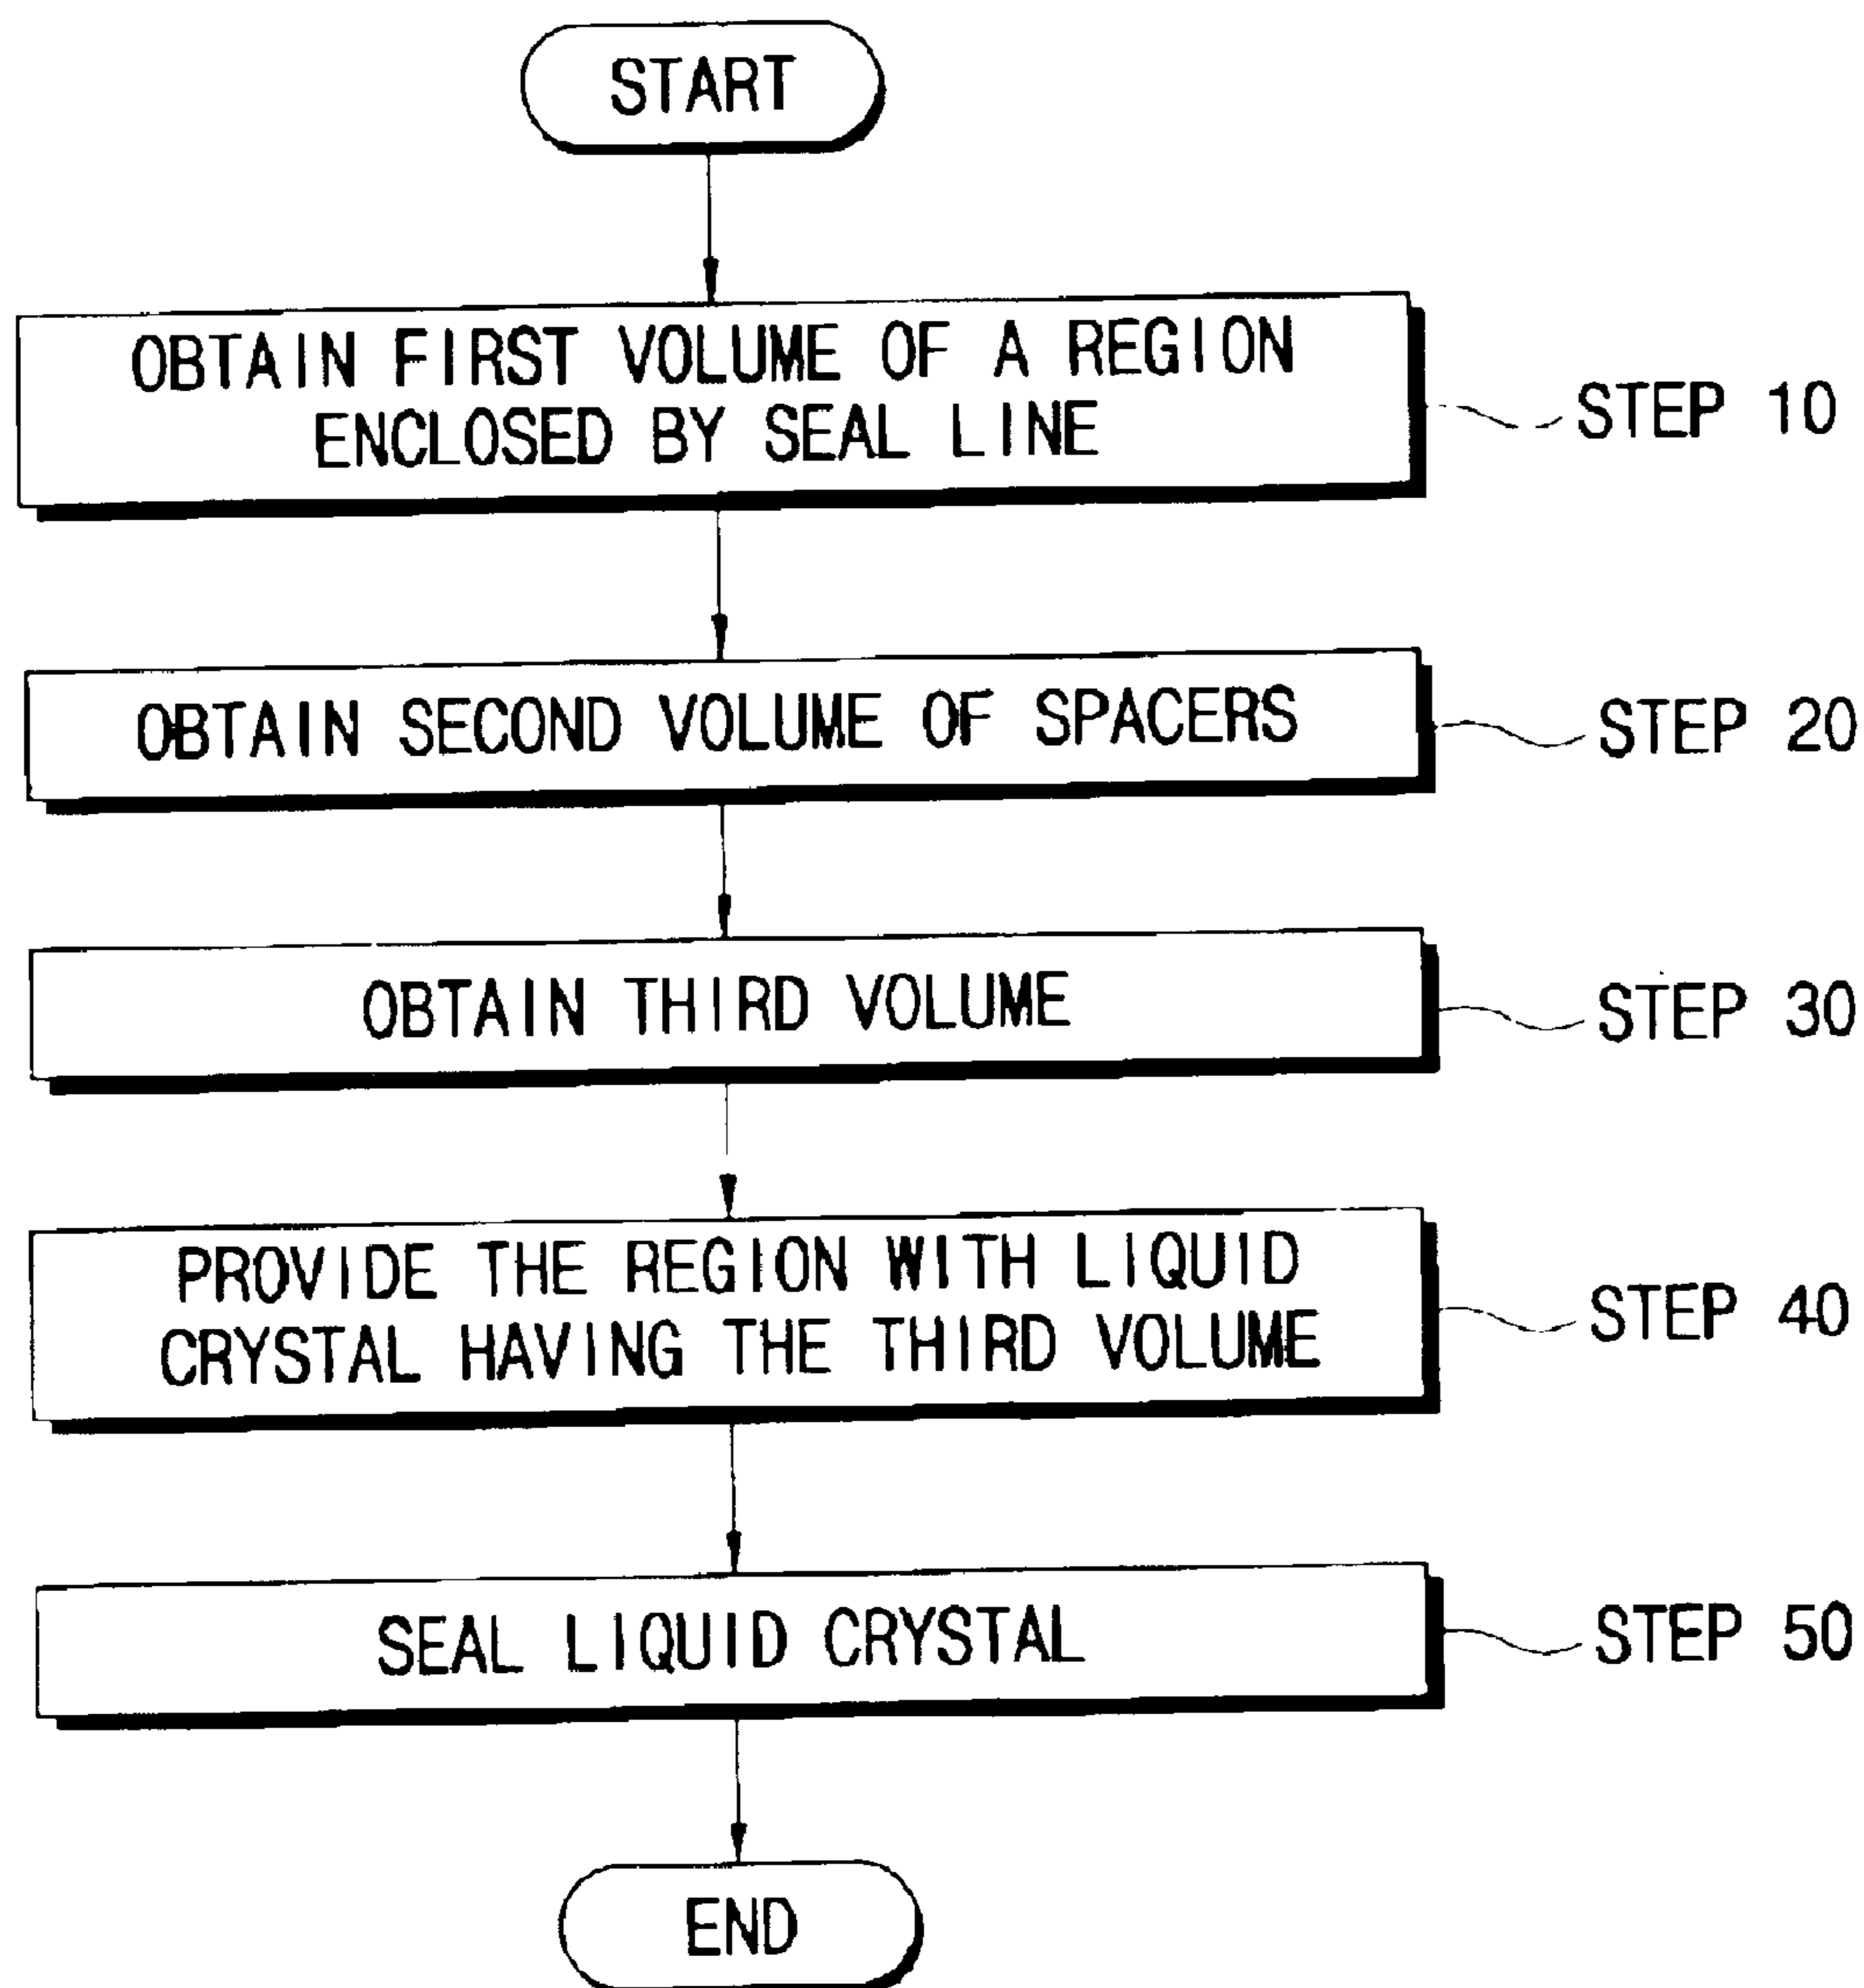 START
OBTAIN FIRST VOLUME OF A REGION
ENCLOSED BY SEAL LINE
STEP 10
OBTAIN SECOND VOLUME OF SPACERS
STEP 20
OBTAIN THIRD VOLUME
STEP 30
PROVIDE THE REGION WITH LIQUID
CRYSTAL HAVING THE THIRD VOLUME
STEP 40
SEAL LIQUID CRYSTAL
STEP 50
END